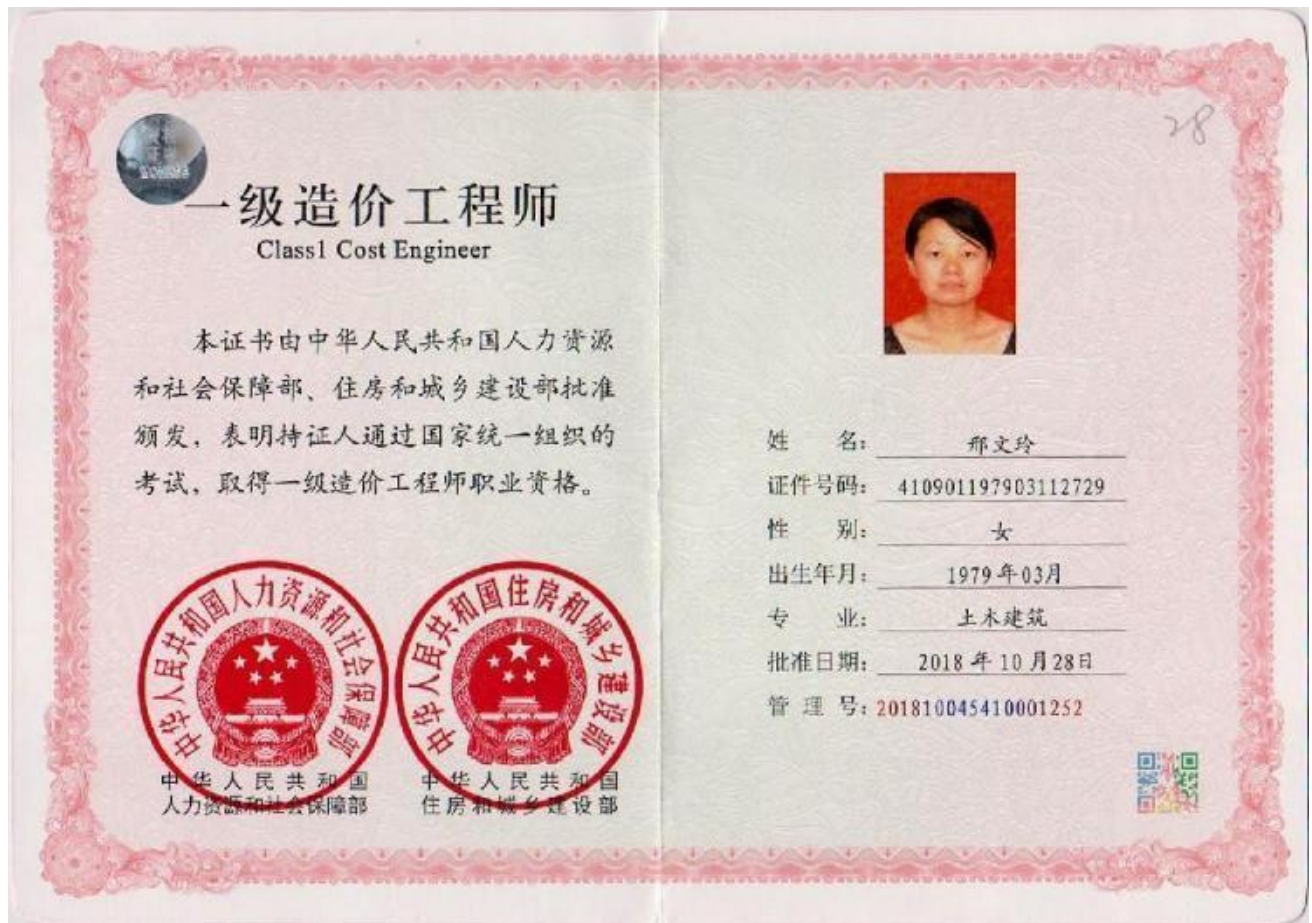 一级造价工程师
Class1 Cost Engineer
本证书由中华人民共和国人力资源
和社会保障部、住房和城乡建设部批准
颁发，表明持证人通过国家统一组织的
考试，取得一级造价工程师职业资格。
中华人民共和国人力资源和社会保障部
中华人民共和国住房和城乡建设部
中华人民共和国
人力资源和社会保障部
中华人民共和国
住房和城乡建设部
28
姓 名：邢文玲
证件号码：410901197903112729
性 别：女
出生年月：1979年03月
专 业：土木建筑
批准日期：2018年10月28日
管 理 号：201810045410001252